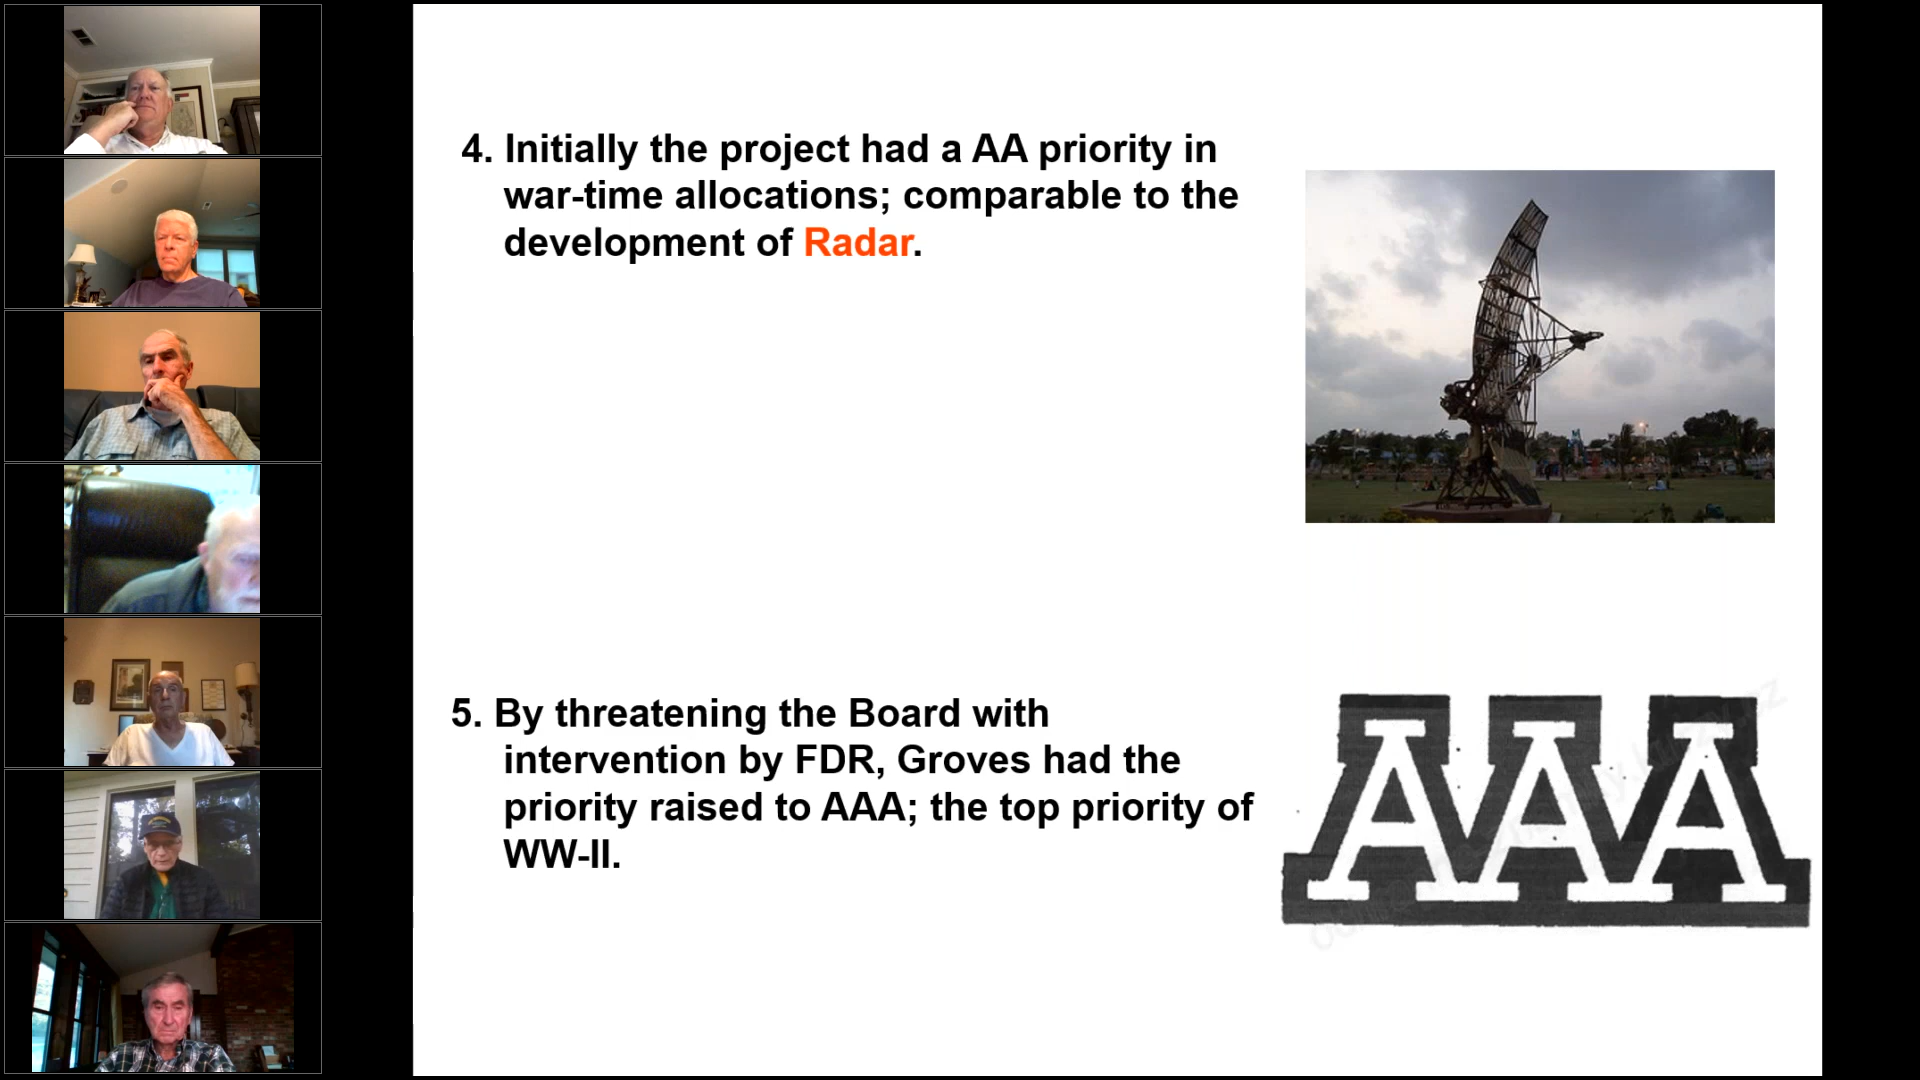 4. Initially the project had a AA priority in
war-time allocations; comparable to the
development of Radar.
5. By threatening the Board with
intervention by FDR, Groves had the
priority raised to AAA; the top priority of
WW-II.
AAA